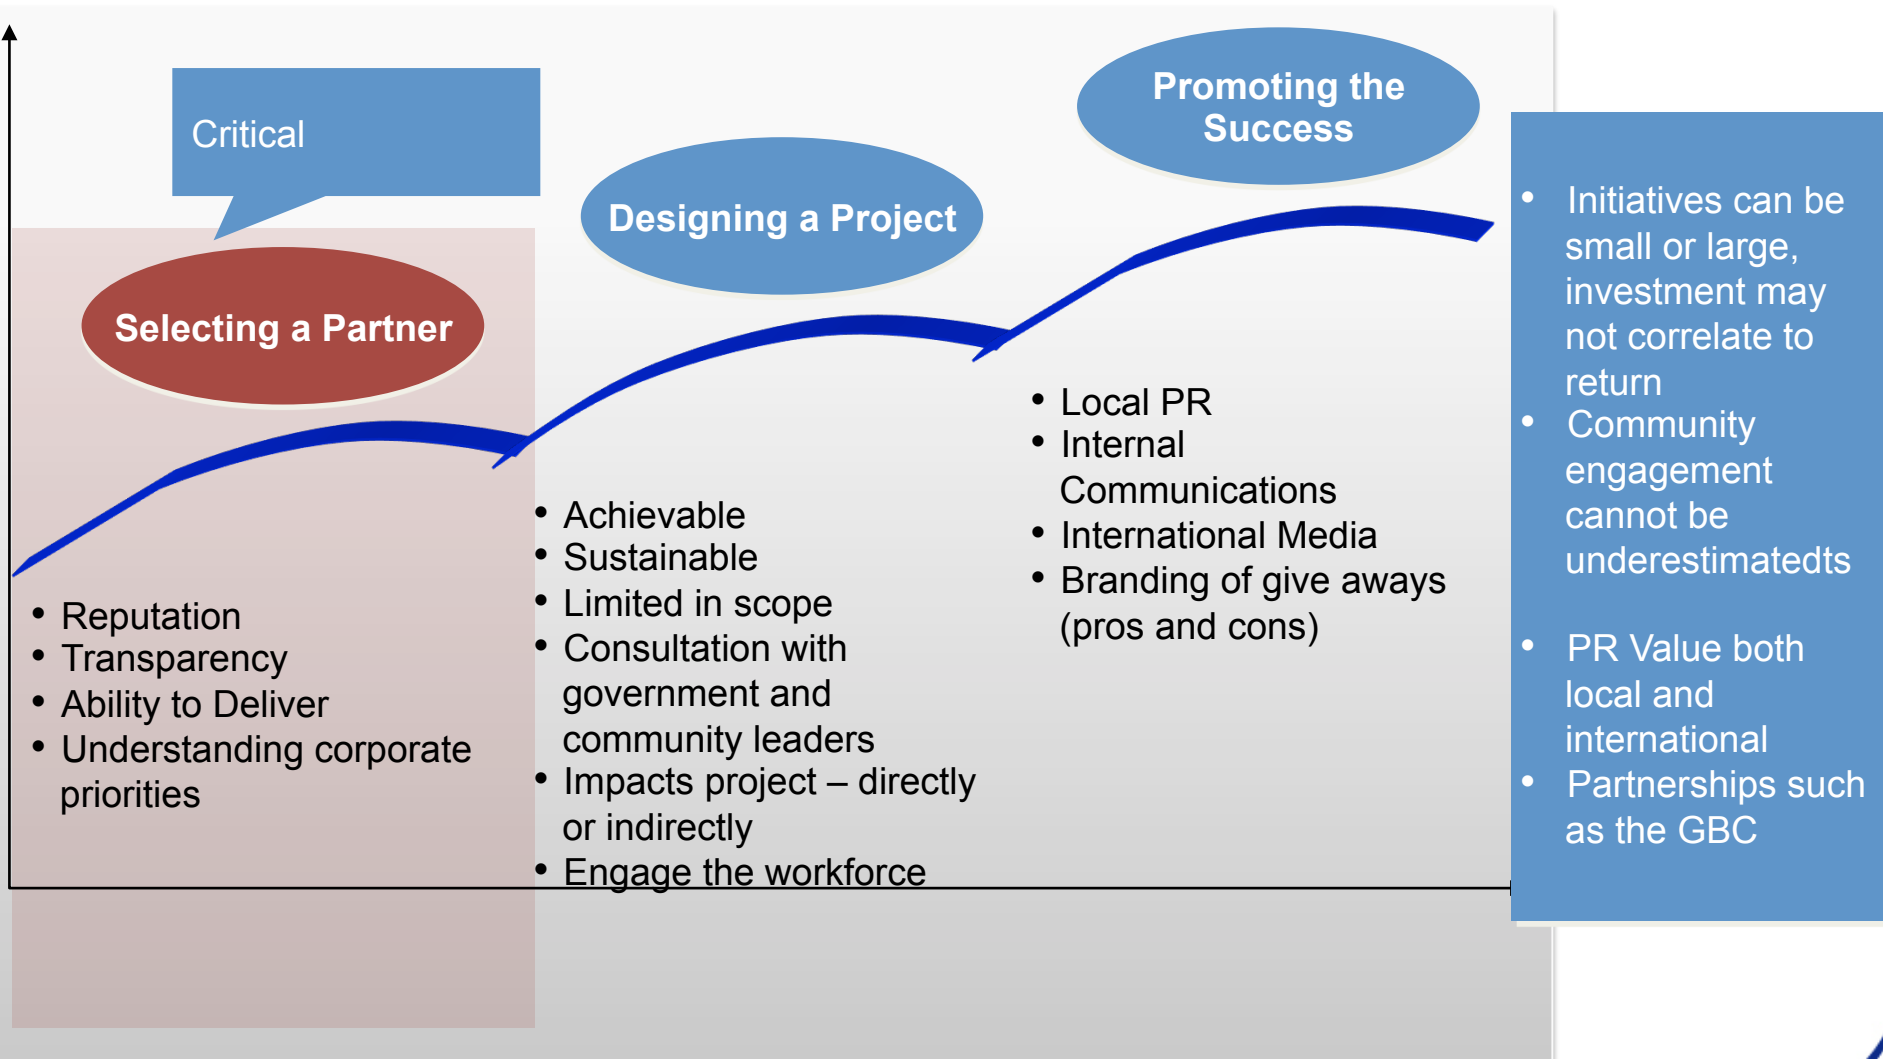 Critical
Selecting a Partner
• Reputation
• Transparency
• Ability to Deliver
• Understanding corporate
priorities
Designing a Project
• Achievable
• Sustainable
• Limited in scope
• Consultation with
government and
community leaders
• Impacts project – directly
or indirectly
• Engage the workforce
Promoting the
Success
• Local PR
• Internal
Communications
• International Media
• Branding of give aways
(pros and cons)
• Initiatives can be
small or large,
investment may
not correlate to
return
• Community
engagement
cannot be
underestimatedts
• PR Value both
local and
international
• Partnerships such
as the GBC